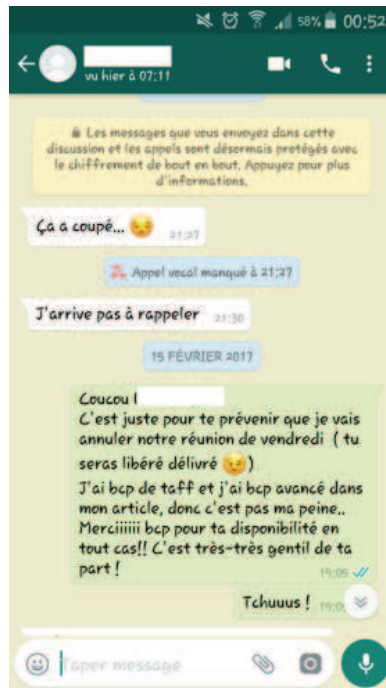 58% 00:52
vu hier à 07:11
Les messages que vous envoyez dans cette
discussion et les appels sont désormais protégés avec
le chiffrement de bout en bout. Appuyez pour plus
d'informations.
Ça a coupé... 21:27
Appel vocal manqué à 21:27
J'arrive pas à rappeler 21:30
15 FÉVRIER 2017
Coucou
C'est juste pour te prévenir que je vais
annuler notre réunion de vendredi ( tu
seras libéré délivré 😉)
J'ai bcp de taff et j'ai bcp avancé dans
mon article, donc c'est pas ma peine..
Merciiiiii bcp pour ta disponibilité en
tout cas!! C'est très-très gentil de ta
part ! 19:05
Tchuuus !
Taper message